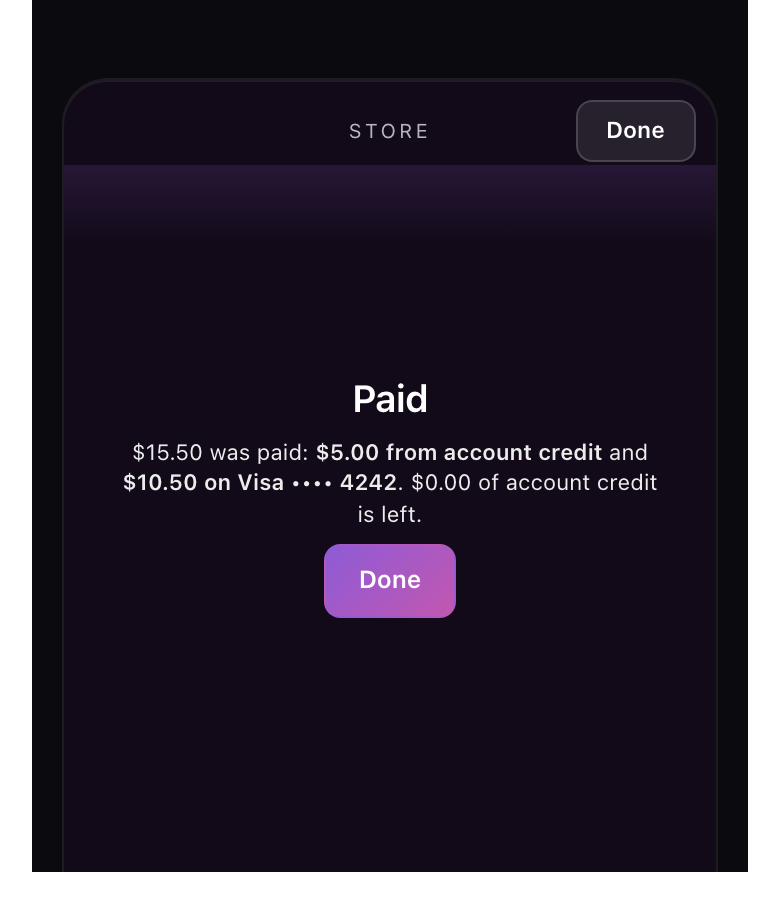 STORE
Done
Paid
$15.50 was paid: $5.00 from account credit and
$10.50 on Visa •••• 4242. $0.00 of account credit
is left.
Done